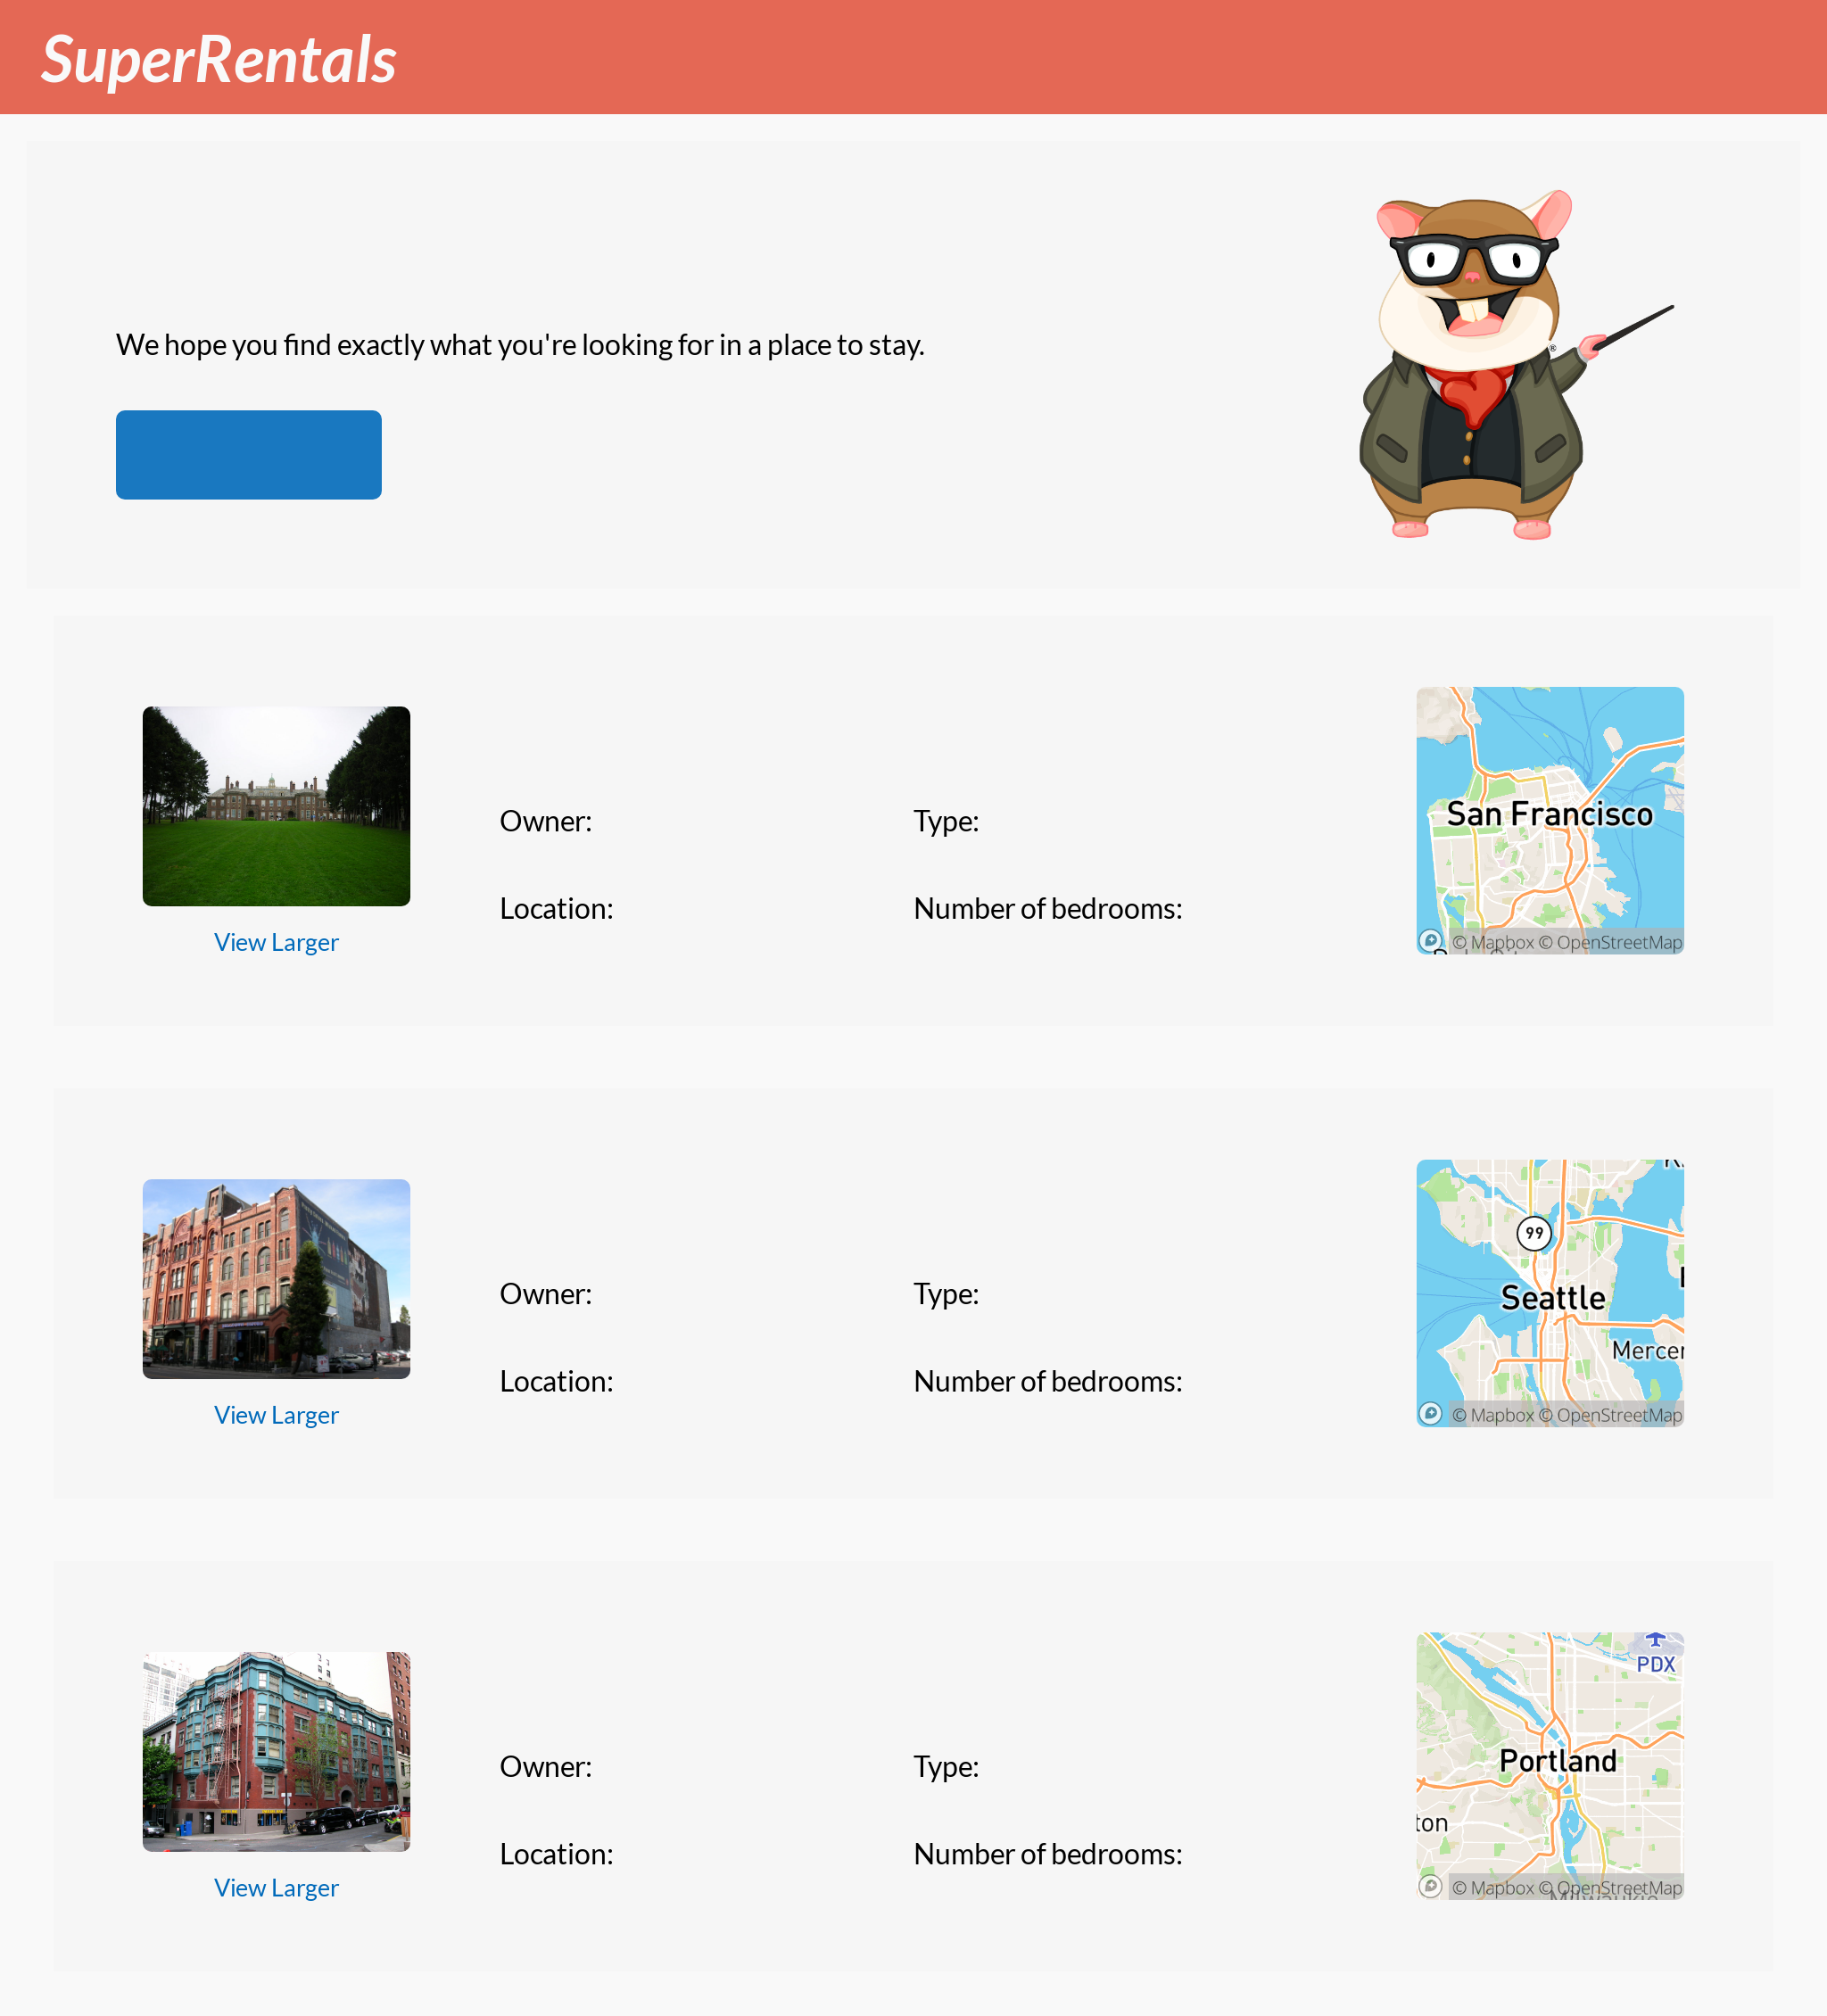 SuperRentals
We hope you find exactly what you're looking for in a place to stay.
®
View Larger
Owner:
Location:
Type:
Number of bedrooms:
San Francisco
© Mapbox © OpenStreetMap
View Larger
Owner:
Location:
Type:
Number of bedrooms:
99
Seattle
Mercer
© Mapbox © OpenStreetMap
View Larger
Owner:
Location:
Type:
Number of bedrooms:
PDX
Portland
ton
© Mapbox © OpenStreetMap